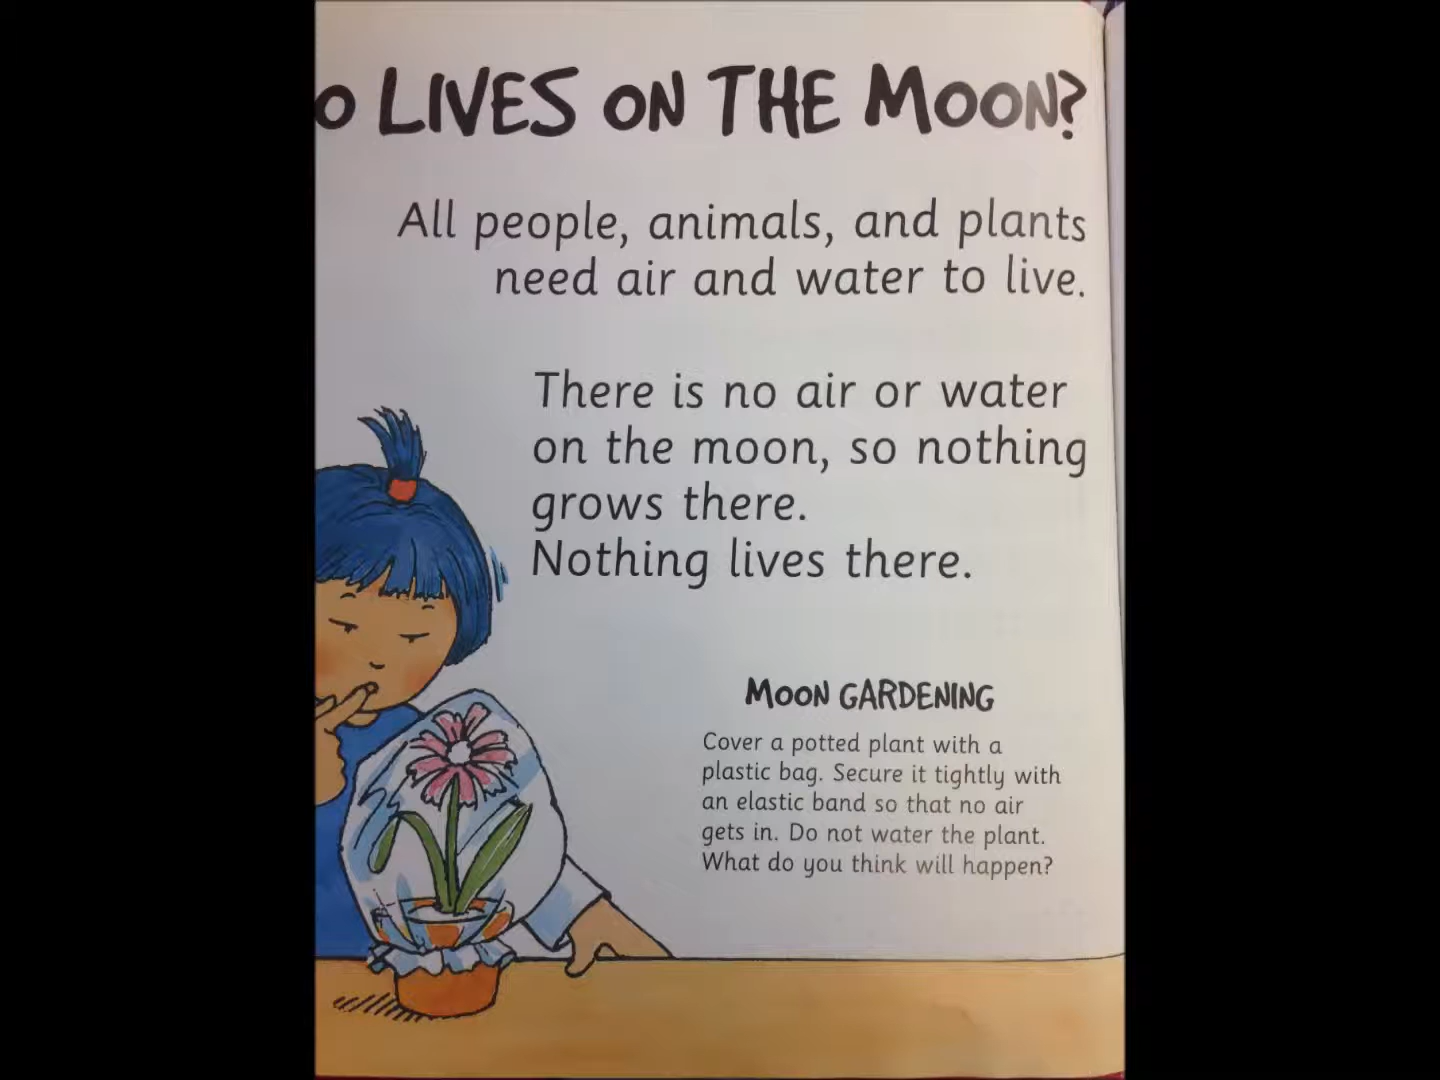 O LIVES ON THE MOON?
All people, animals, and plants
need air and water to live.
There is no air or water
on the moon, so nothing
grows there.
Nothing lives there.
MOON GARDENING
Cover a potted plant with a
plastic bag. Secure it tightly with
an elastic band so that no air
gets in. Do not water the plant.
What do you think will happen?